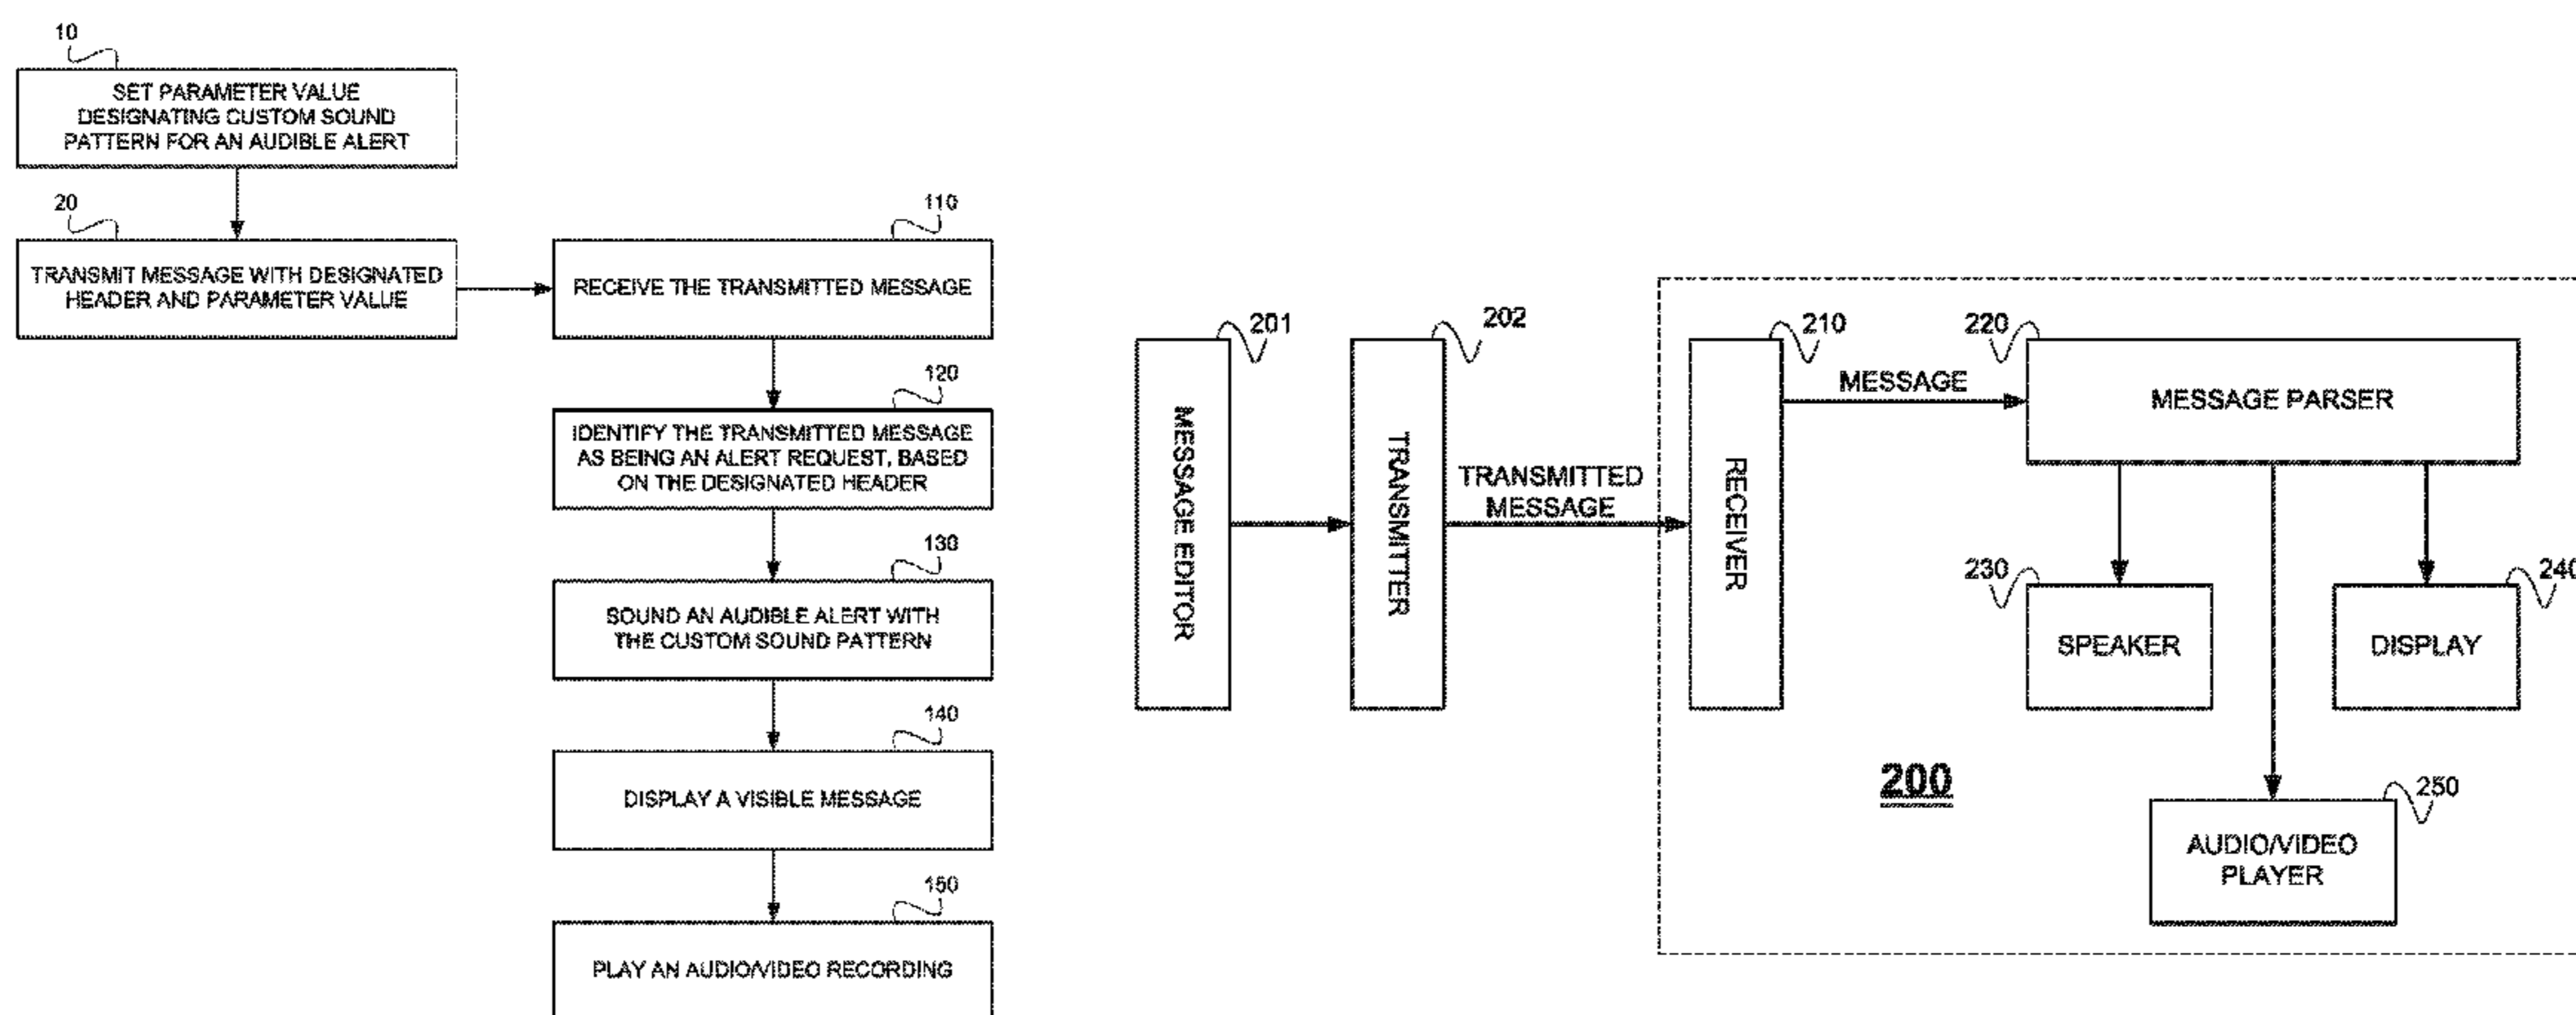 10
SET PARAMETER VALUE
DESIGNATING CUSTOM SOUND
PATTERN FOR AN AUDIBLE ALERT
20
TRANSMIT MESSAGE WITH DESIGNATED
HEADER AND PARAMETER VALUE
110
RECEIVE THE TRANSMITTED MESSAGE
120
IDENTIFY THE TRANSMITTED MESSAGE
AS BEING AN ALERT REQUEST, BASED
ON THE DESIGNATED HEADER
130
SOUND AN AUDIBLE ALERT WITH
THE CUSTOM SOUND PATTERN
140
DISPLAY A VISIBLE MESSAGE
150
PLAY AN AUDIO/VIDEO RECORDING
201
MESSAGE EDITOR
202
TRANSMITTER
TRANSMITTED
MESSAGE
210
RECEIVER
MESSAGE
220
MESSAGE PARSER
230
SPEAKER
240
DISPLAY
200
250
AUDIO/VIDEO
PLAYER